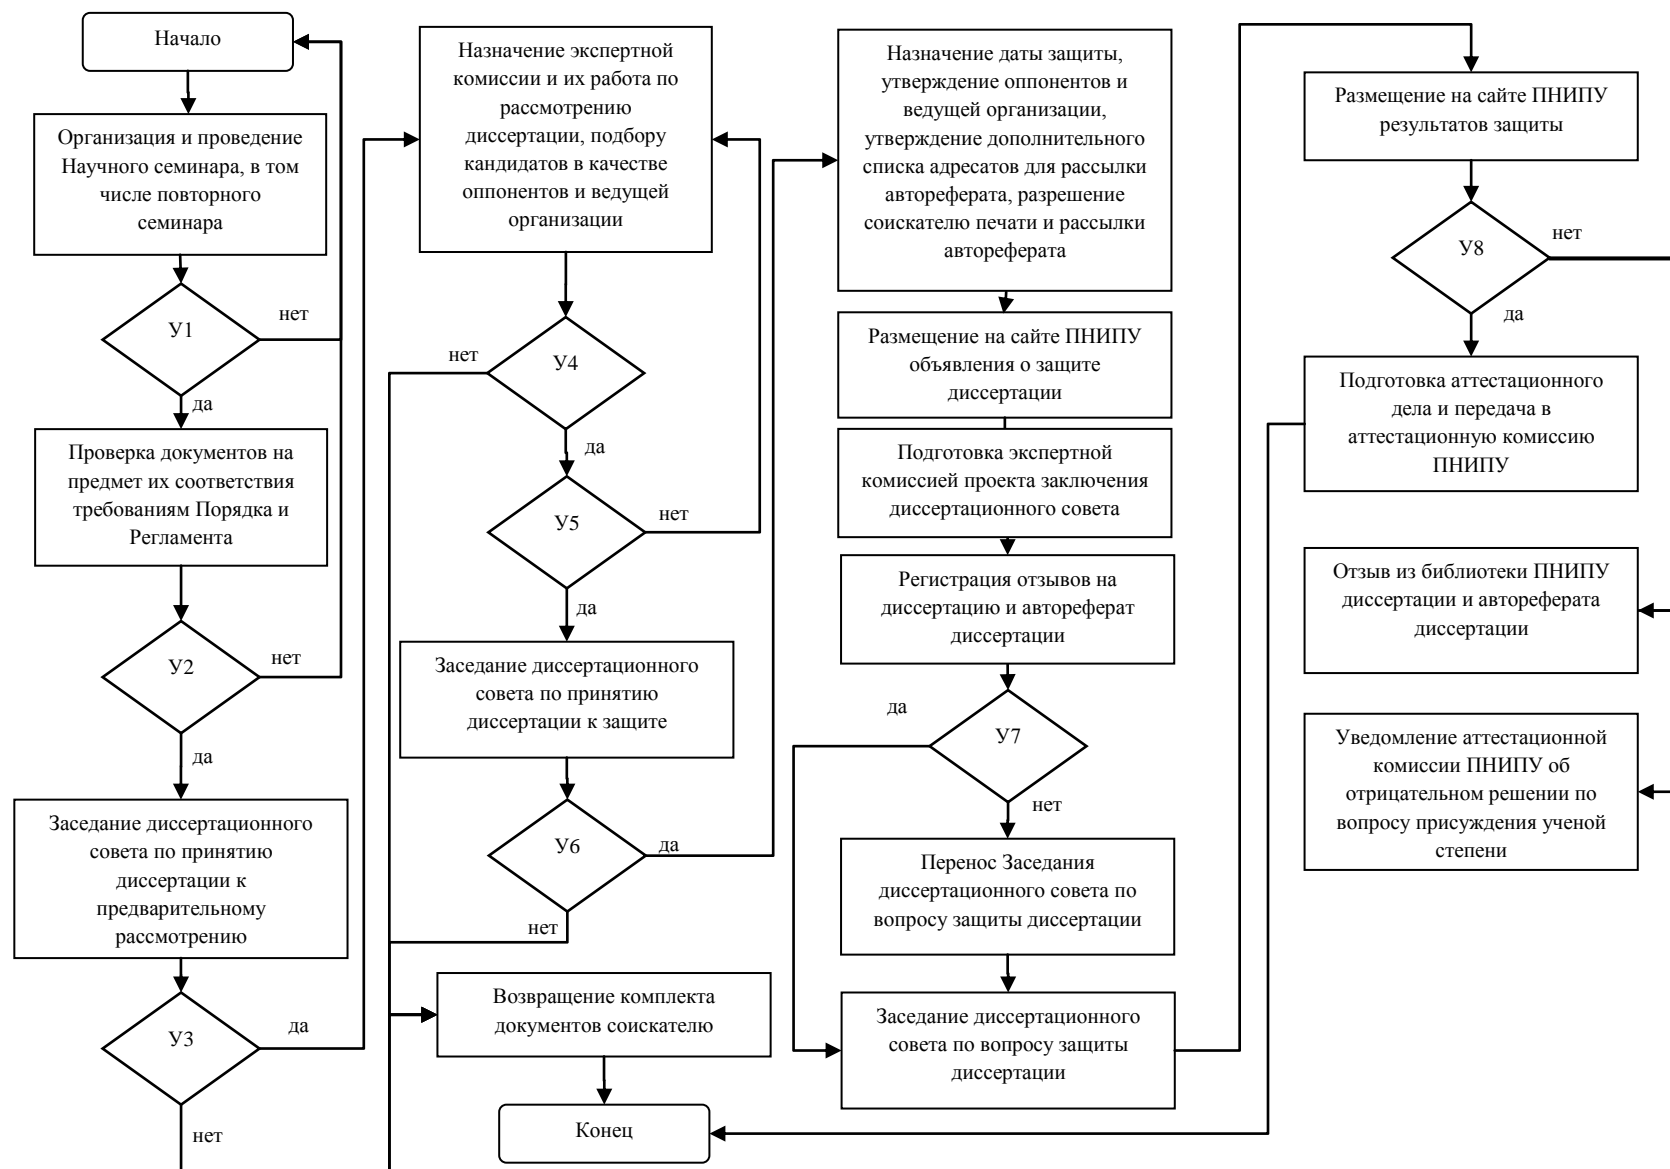 Начало
Организация и проведение
Научного семинара, в том
числе повторного
семинара
У1
нет
да
Проверка документов на
предмет их соответствия
требованиям Порядка и
Регламента
У2
нет
да
Заседание диссертационного
совета по принятию
диссертации к
предварительному
рассмотрению
У3
да
нет
Назначение экспертной
комиссии и их работа по
рассмотрению
диссертации, подбору
кандидатов в качестве
оппонентов и ведущей
организации
нет
У4
да
У5
нет
да
Заседание диссертационного
совета по принятию
диссертации к защите
У6
да
нет
Возвращение комплекта
документов соискателю
Конец
Назначение даты защиты,
утверждение оппонентов и
ведущей организации,
утверждение дополнительного
списка адресатов для рассылки
автореферата, разрешение
соискателю печати и рассылки
автореферата
Размещение на сайте ПНИПУ
объявления о защите
диссертации
Подготовка экспертной
комиссией проекта заключения
диссертационного совета
Регистрация отзывов на
диссертацию и автореферат
диссертации
да
У7
нет
Перенос Заседания
диссертационного совета по
вопросу защиты диссертации
Заседание диссертационного
совета по вопросу защиты
диссертации
Размещение на сайте ПНИПУ
результатов защиты
У8
нет
да
Подготовка аттестационного
дела и передача в
аттестационную комиссию
ПНИПУ
Отзыв из библиотеки ПНИПУ
диссертации и автореферата
диссертации
Уведомление аттестационной
комиссии ПНИПУ об
отрицательном решении по
вопросу присуждения ученой
степени